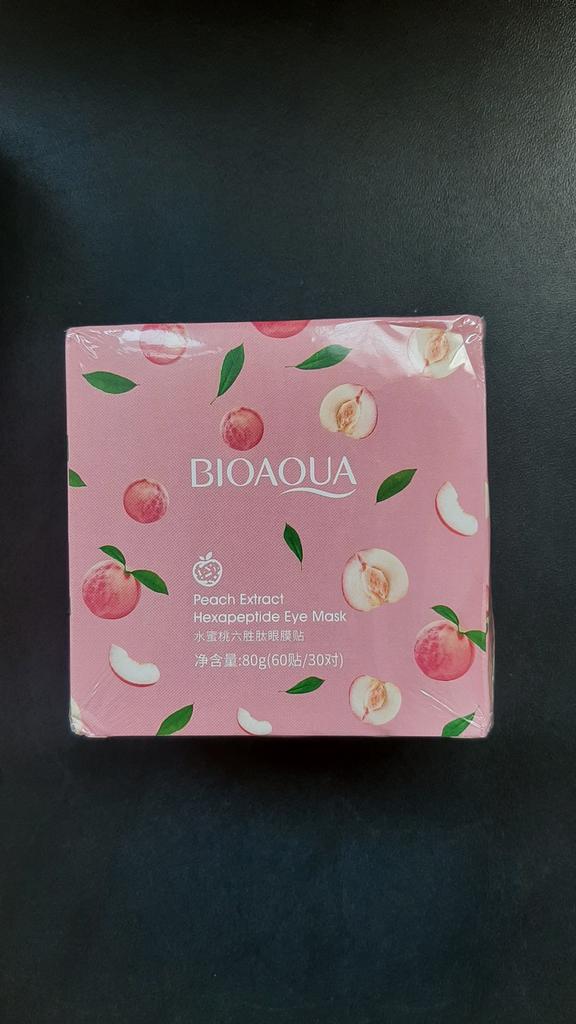 BIOAQUA
Peach Extract
Hexapeptide Eye Mask
水蜜桃六胜肽眼膜贴
净含量:80g(60贴/30对)